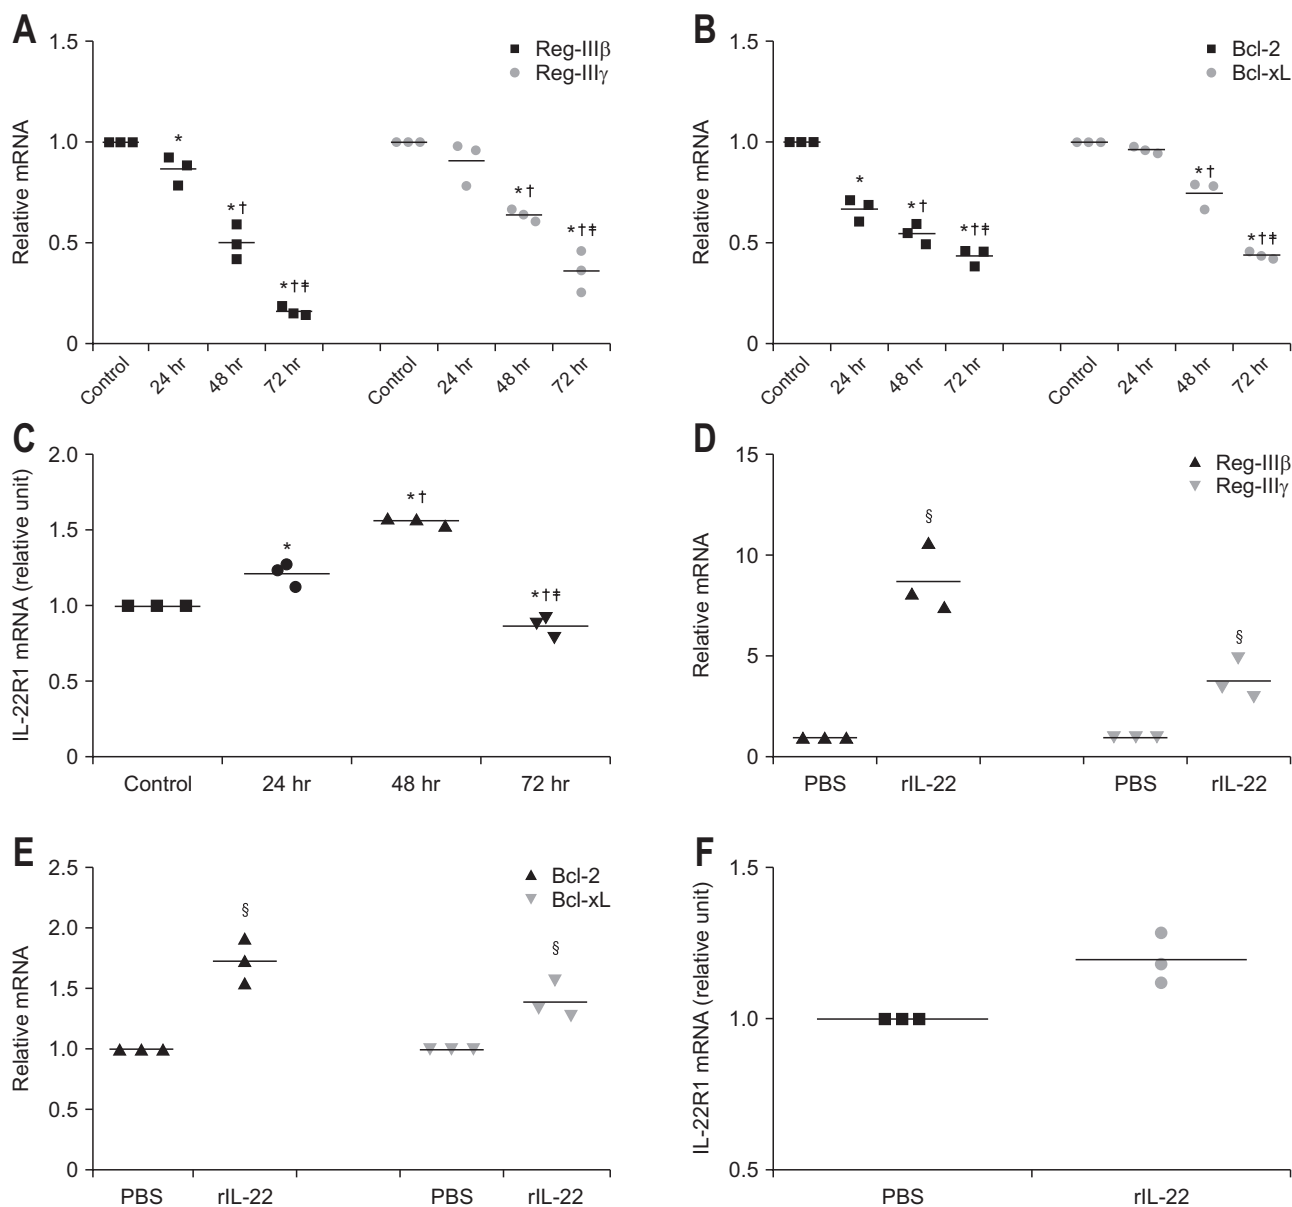 A
1.5
1.0
0.5
0
Relative mRNA
Reg-IIIβ
Reg-IIIγ
*
*†
*†‡
*†
*†‡
Control
24 hr
48 hr
72 hr
Control
24 hr
48 hr
72 hr
B
1.5
1.0
0.5
0
Relative mRNA
Bcl-2
Bcl-xL
*
*†
*†‡
*†
*†‡
Control
24 hr
48 hr
72 hr
Control
24 hr
48 hr
72 hr
C
2.0
1.5
1.0
0.5
0
IL-22R1 mRNA (relative unit)
*
*†
*†‡
Control
24 hr
48 hr
72 hr
D
15
10
5
0
Relative mRNA
Reg-IIIβ
Reg-IIIγ
§
§
PBS
rIL-22
PBS
rIL-22
E
2.5
2.0
1.5
1.0
0.5
0
Relative mRNA
Bcl-2
Bcl-xL
§
§
PBS
rIL-22
PBS
rIL-22
F
1.5
1.0
0.5
IL-22R1 mRNA (relative unit)
PBS
rIL-22